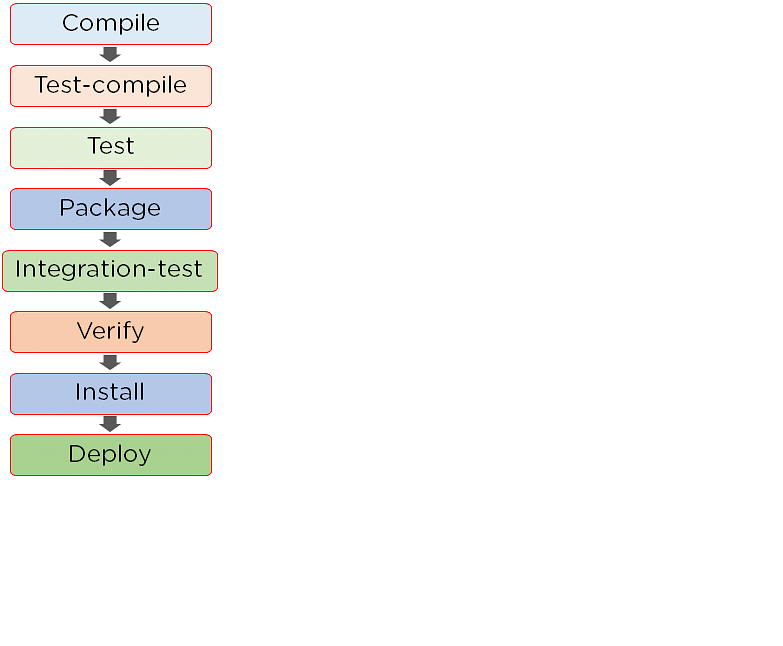 Compile
Test-compile
Test
Package
Integration-test
Verify
Install
Deploy